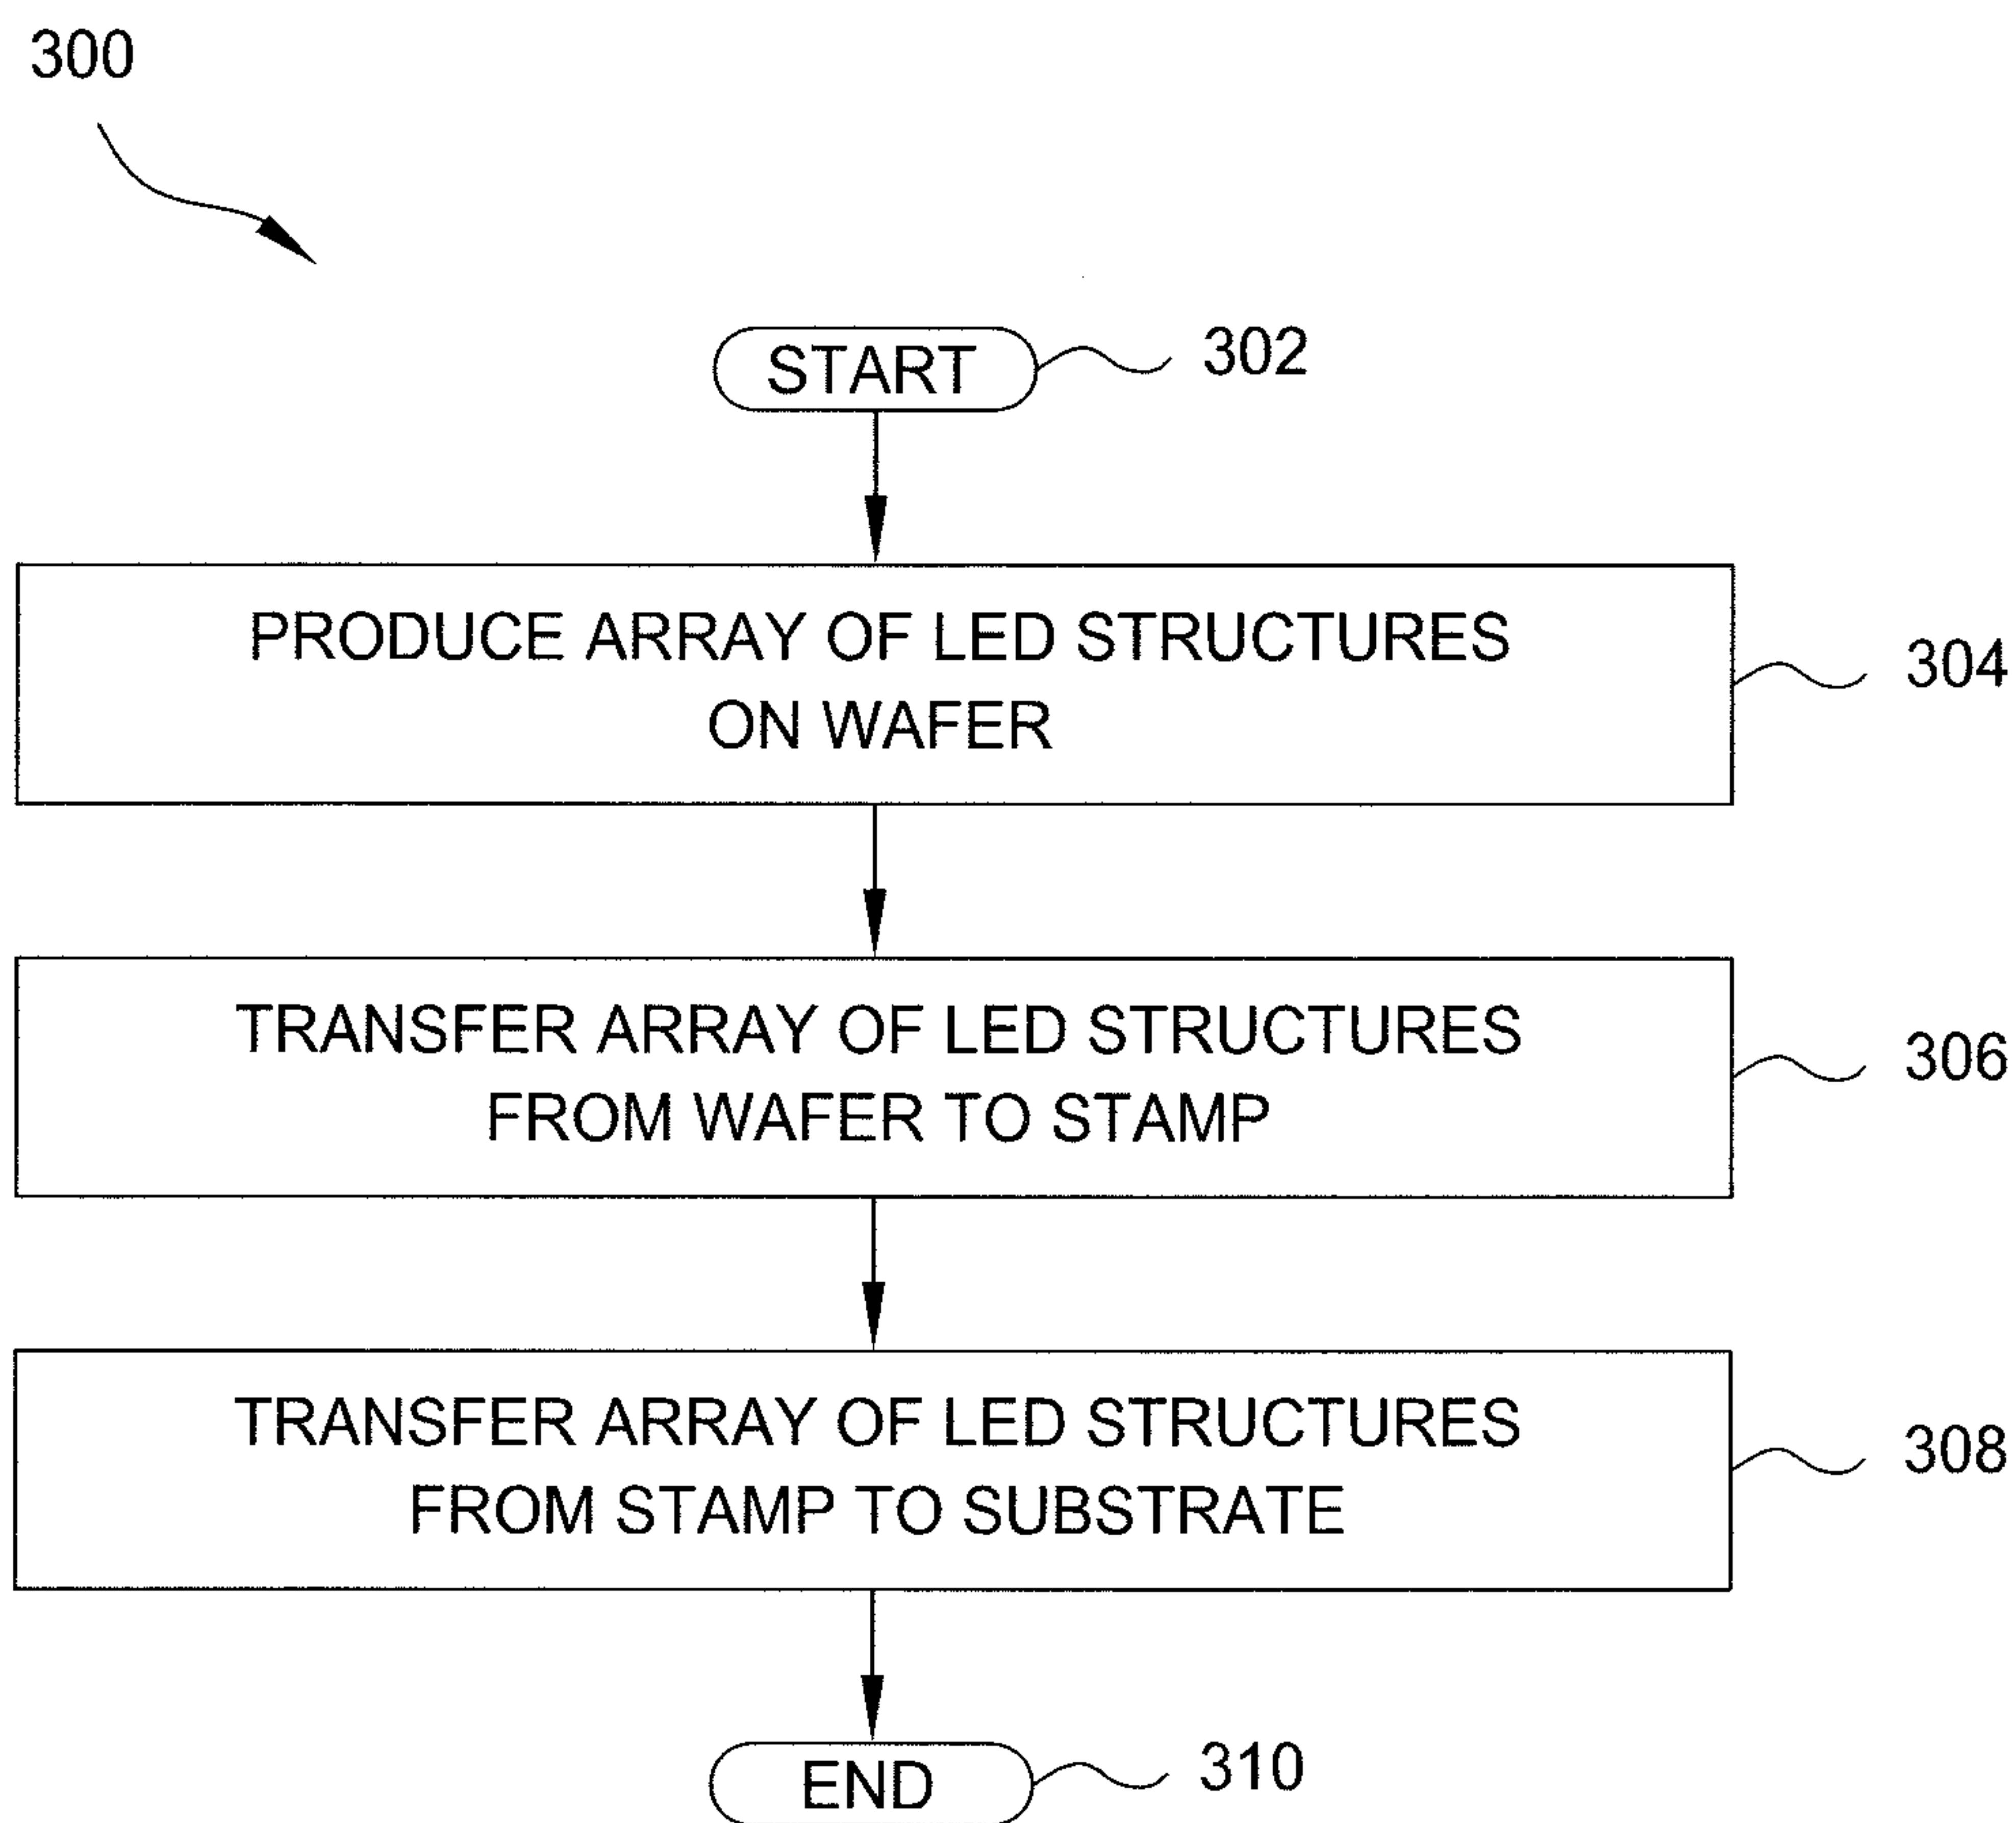 300
START
302
PRODUCE ARRAY OF LED STRUCTURES
ON WAFER
304
TRANSFER ARRAY OF LED STRUCTURES
FROM WAFER TO STAMP
306
TRANSFER ARRAY OF LED STRUCTURES
FROM STAMP TO SUBSTRATE
308
END
310